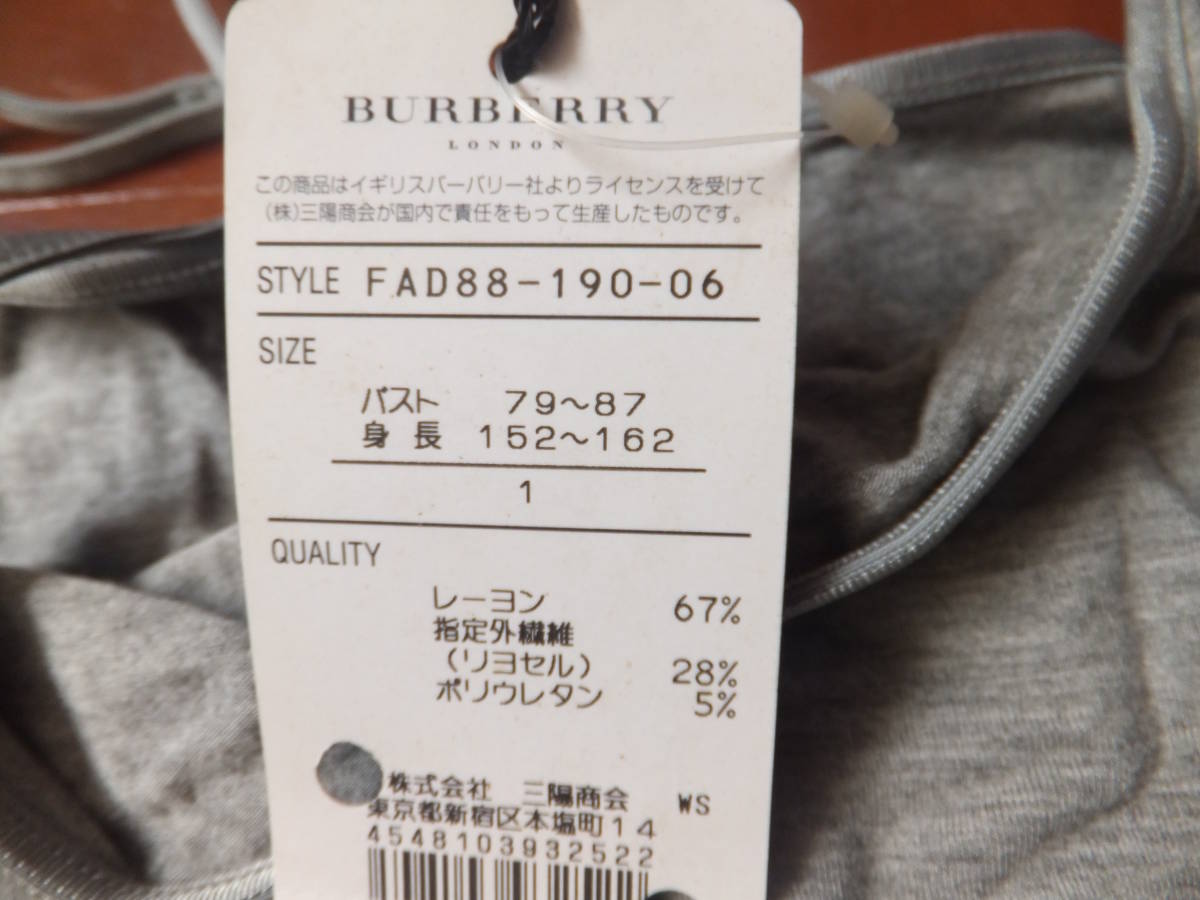 BURBERRY
LONDON
この商品はイギリスバーバリー社よりライセンスを受けて
(株)三陽商会が国内で責任をもって生産したものです。
STYLE FAD88-190-06
SIZE
バスト 79～87
身長 152～162
1
QUALITY
レーヨン 67%
指定外繊維
(リヨセル) 28%
ポリウレタン 5%
株式会社 三陽商会 WS
東京都新宿区本塩町14
4548103932522